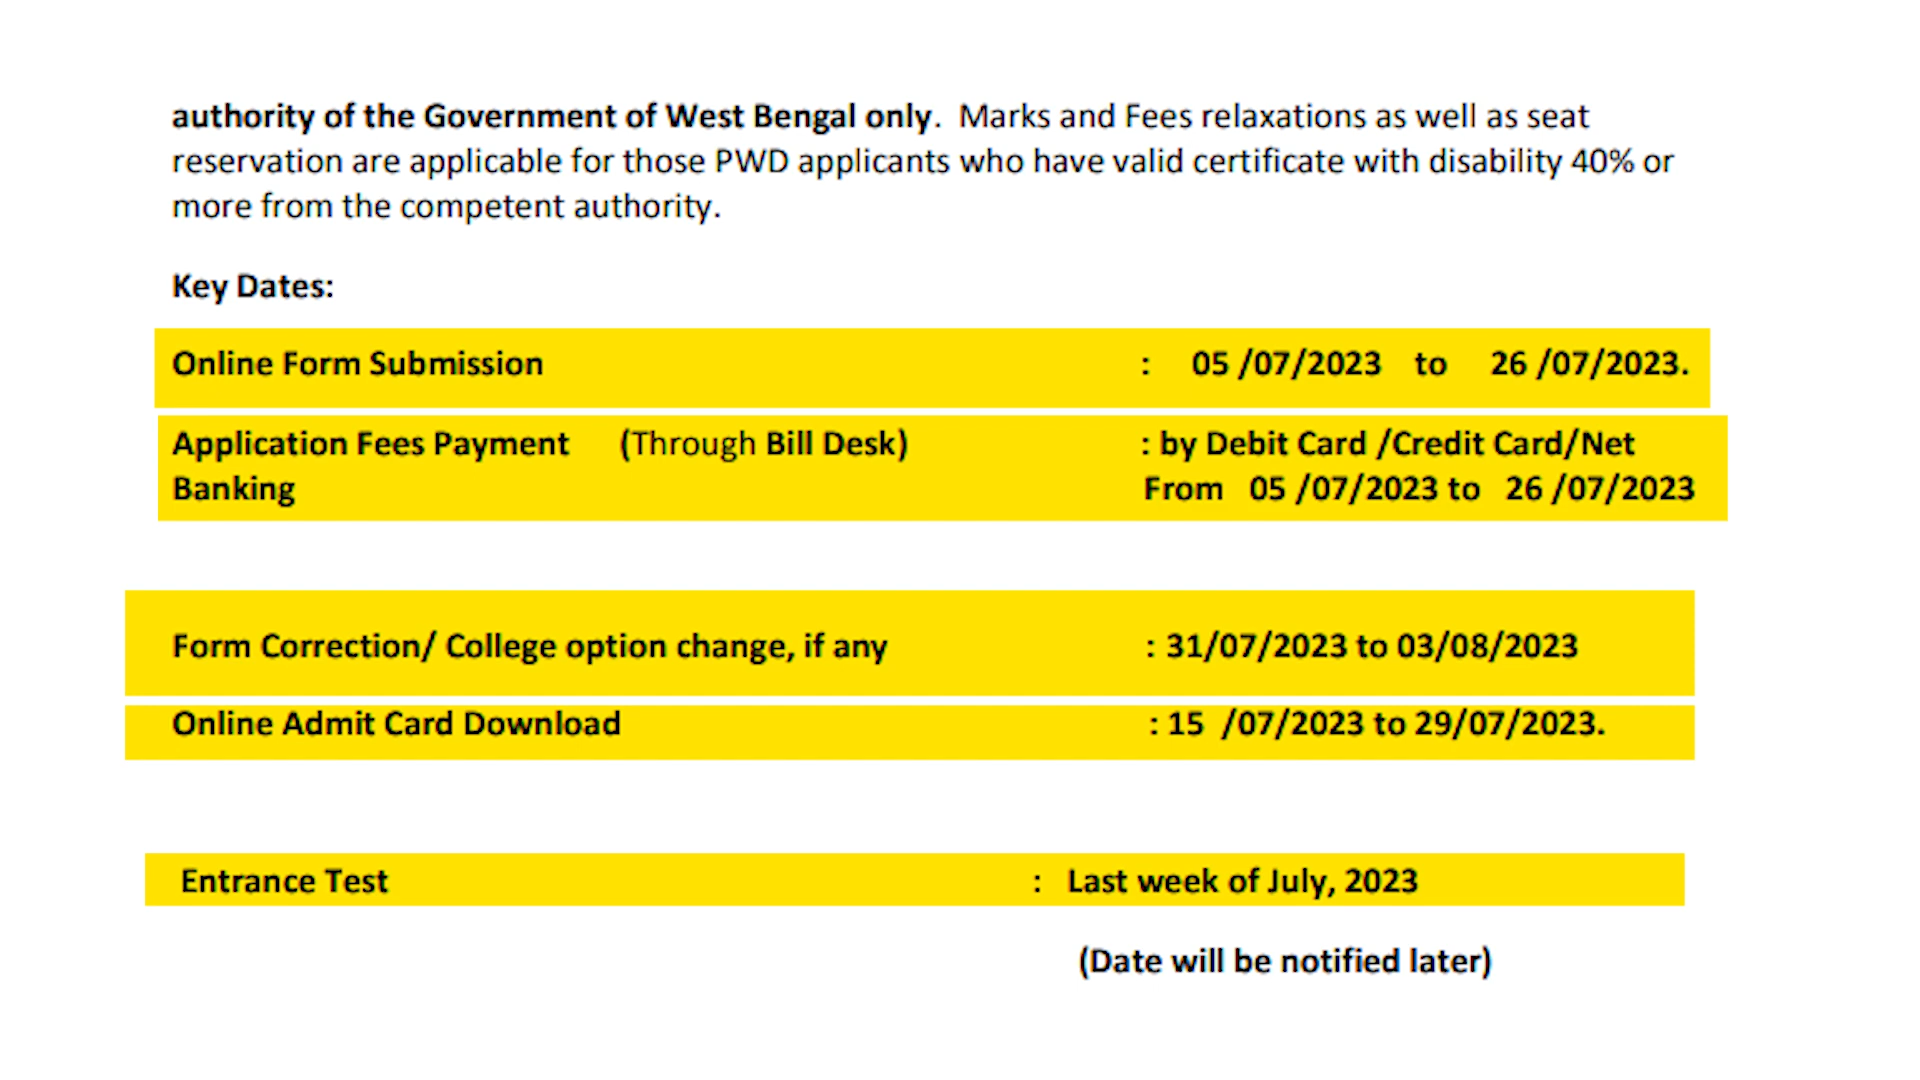 authority of the Government of West Bengal only. Marks and Fees relaxations as well as seat
reservation are applicable for those PWD applicants who have valid certificate with disability 40% or
more from the competent authority.
Key Dates:
Online Form Submission : 05 /07/2023 to 26 /07/2023.
Application Fees Payment (Through Bill Desk) : by Debit Card /Credit Card/Net
Banking From 05 /07/2023 to 26 /07/2023
Form Correction/ College option change, if any : 31/07/2023 to 03/08/2023
Online Admit Card Download : 15 /07/2023 to 29/07/2023.
Entrance Test : Last week of July, 2023
(Date will be notified later)